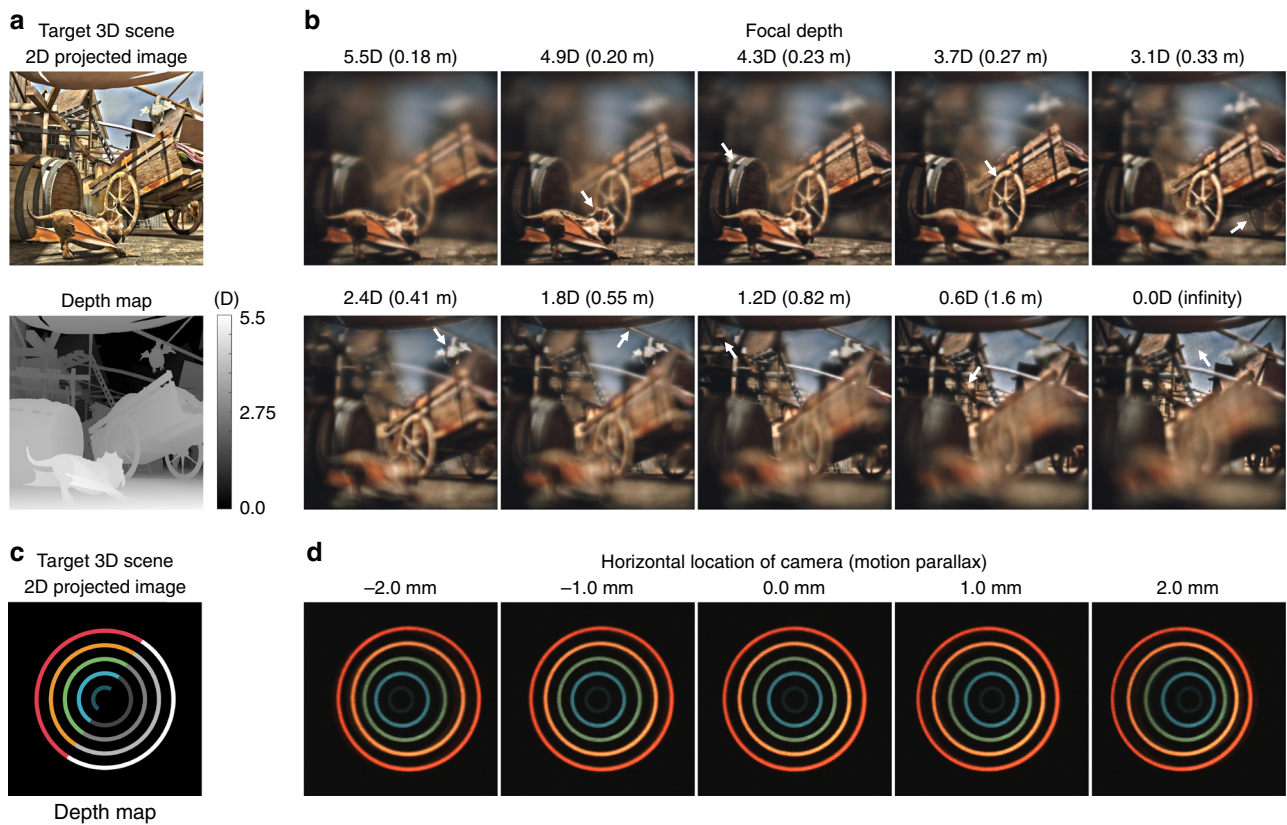 a
Target 3D scene
2D projected image
Depth map
(D)
5.5
2.75
0.0
b
Focal depth
5.5D (0.18 m)
4.9D (0.20 m)
4.3D (0.23 m)
3.7D (0.27 m)
3.1D (0.33 m)
2.4D (0.41 m)
1.8D (0.55 m)
1.2D (0.82 m)
0.6D (1.6 m)
0.0D (infinity)
c
Target 3D scene
2D projected image
Depth map
d
Horizontal location of camera (motion parallax)
–2.0 mm
–1.0 mm
0.0 mm
1.0 mm
2.0 mm